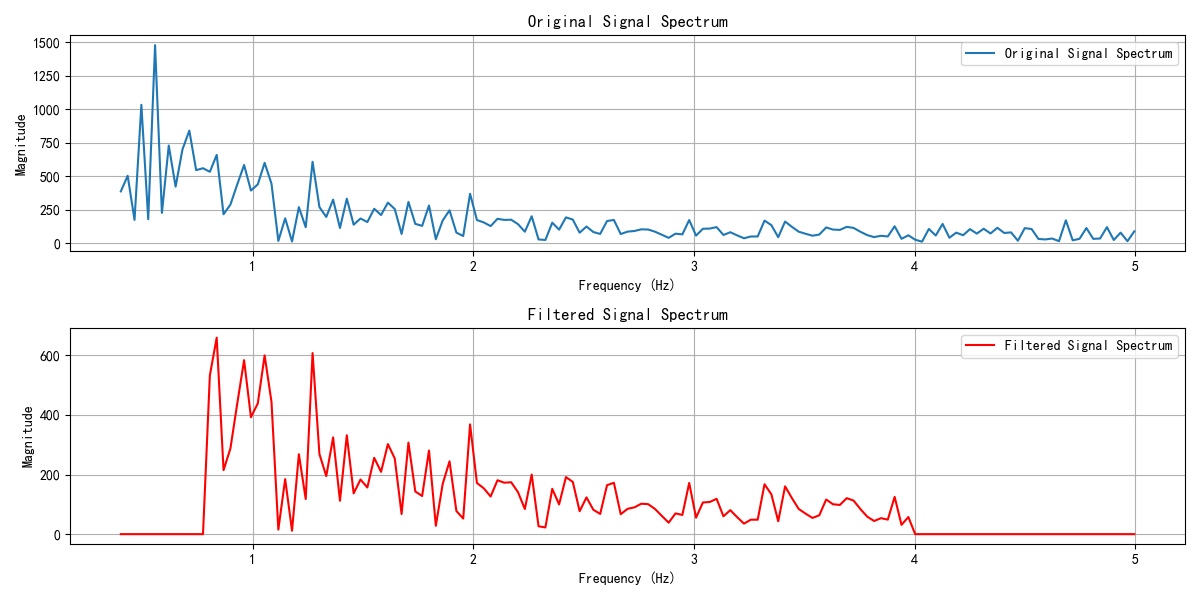 Original Signal Spectrum
Original Signal Spectrum
Magnitude
1500
1250
1000
750
500
250
0
1 2 3 4 5
Frequency (Hz)
Filtered Signal Spectrum
Filtered Signal Spectrum
Magnitude
600
400
200
0
1 2 3 4 5
Frequency (Hz)